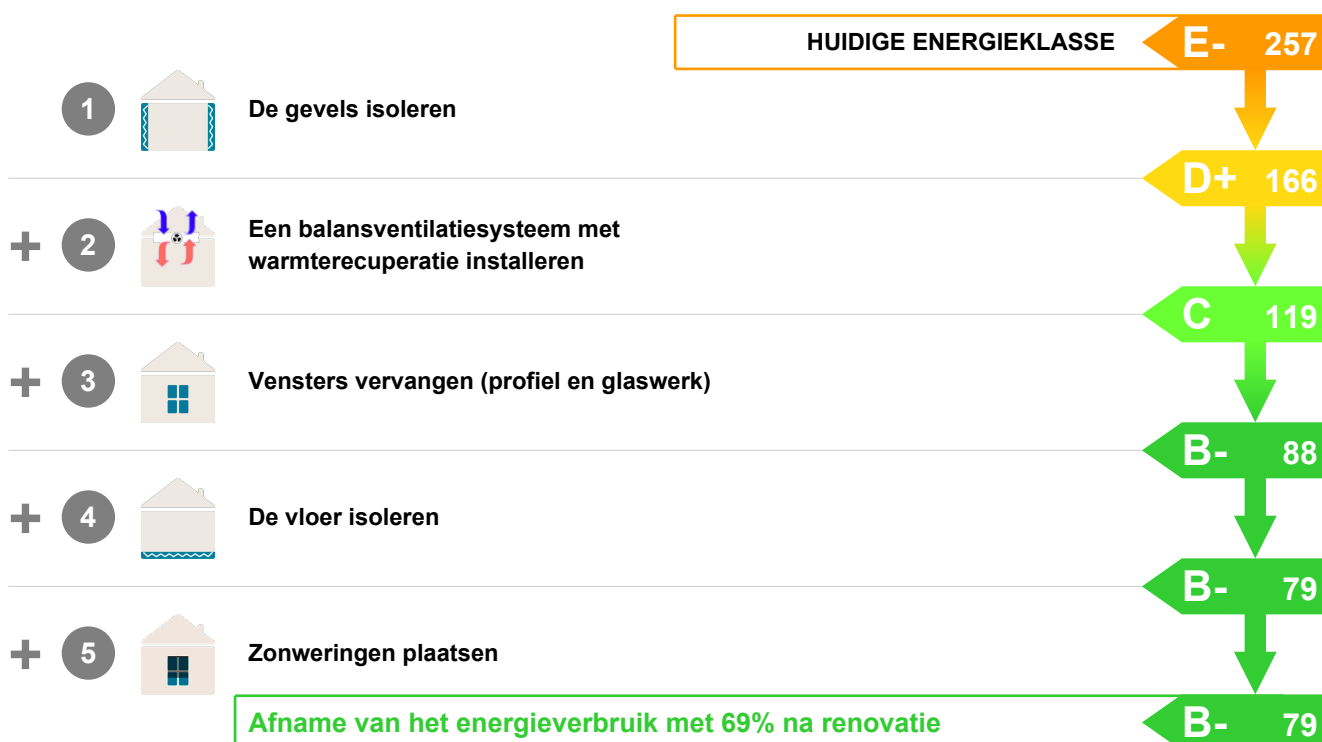 HUIDIGE ENERGIEKLASSE E- 257
1 De gevels isoleren
D+ 166
+ 2 Een balansventilatiesysteem met
warmterecuperatie installeren
C 119
+ 3 Vensters vervangen (profiel en glaswerk)
B- 88
+ 4 De vloer isoleren
B- 79
+ 5 Zonweringen plaatsen
Afname van het energieverbruik met 69% na renovatie B- 79